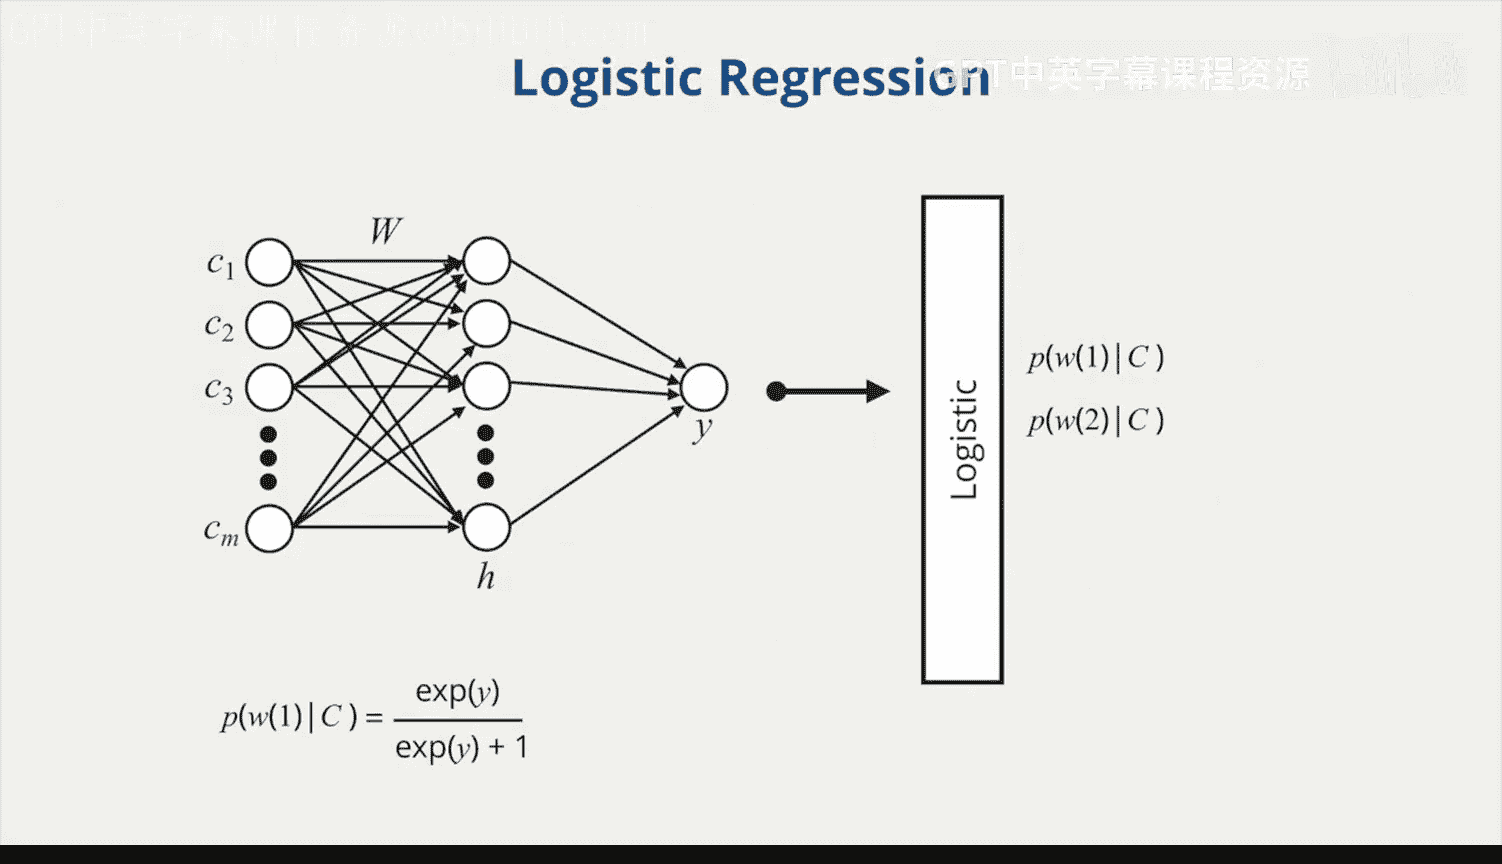 GPT中英字幕课程资源
Logistic Regression
W
c1
c2
c3
cm
h
y
Logistic
p(w(1)|C)
p(w(2)|C)
p(w(1)|C) = exp(y) / exp(y) + 1